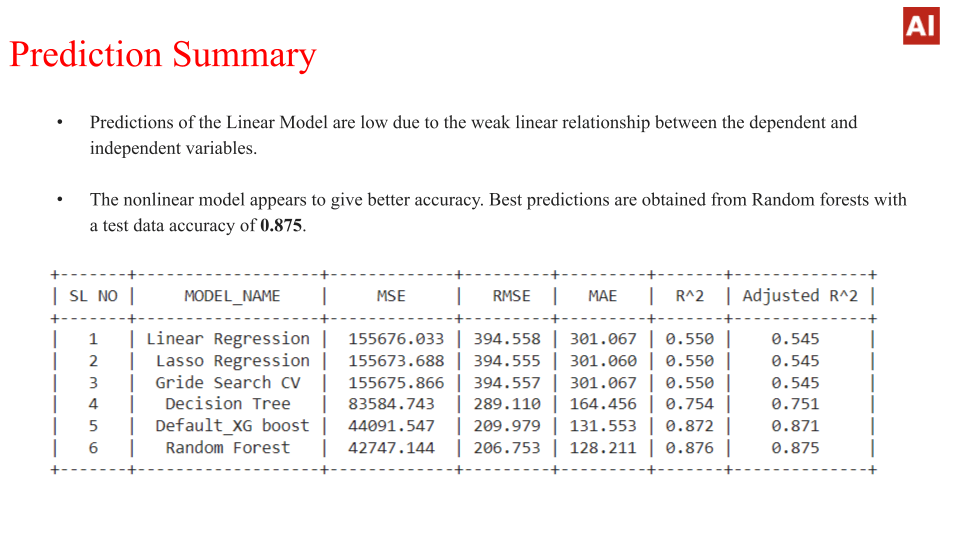 AI
Prediction Summary
• Predictions of the Linear Model are low due to the weak linear relationship between the dependent and
independent variables.
• The nonlinear model appears to give better accuracy. Best predictions are obtained from Random forests with
a test data accuracy of 0.875.
+-------+-------------------+-------------+---------+---------+-------+--------------+
| SL NO | MODEL_NAME | MSE | RMSE | MAE | R^2 | Adjusted R^2 |
+-------+-------------------+-------------+---------+---------+-------+--------------+
| 1 | Linear Regression | 155676.033 | 394.558 | 301.067 | 0.550 | 0.545 |
| 2 | Lasso Regression | 155673.688 | 394.555 | 301.060 | 0.550 | 0.545 |
| 3 | Gride Search CV | 155675.866 | 394.557 | 301.067 | 0.550 | 0.545 |
| 4 | Decision Tree | 83584.743 | 289.110 | 164.456 | 0.754 | 0.751 |
| 5 | Default_XG boost | 44091.547 | 209.979 | 131.553 | 0.872 | 0.871 |
| 6 | Random Forest | 42747.144 | 206.753 | 128.211 | 0.876 | 0.875 |
+-------+-------------------+-------------+---------+---------+-------+--------------+